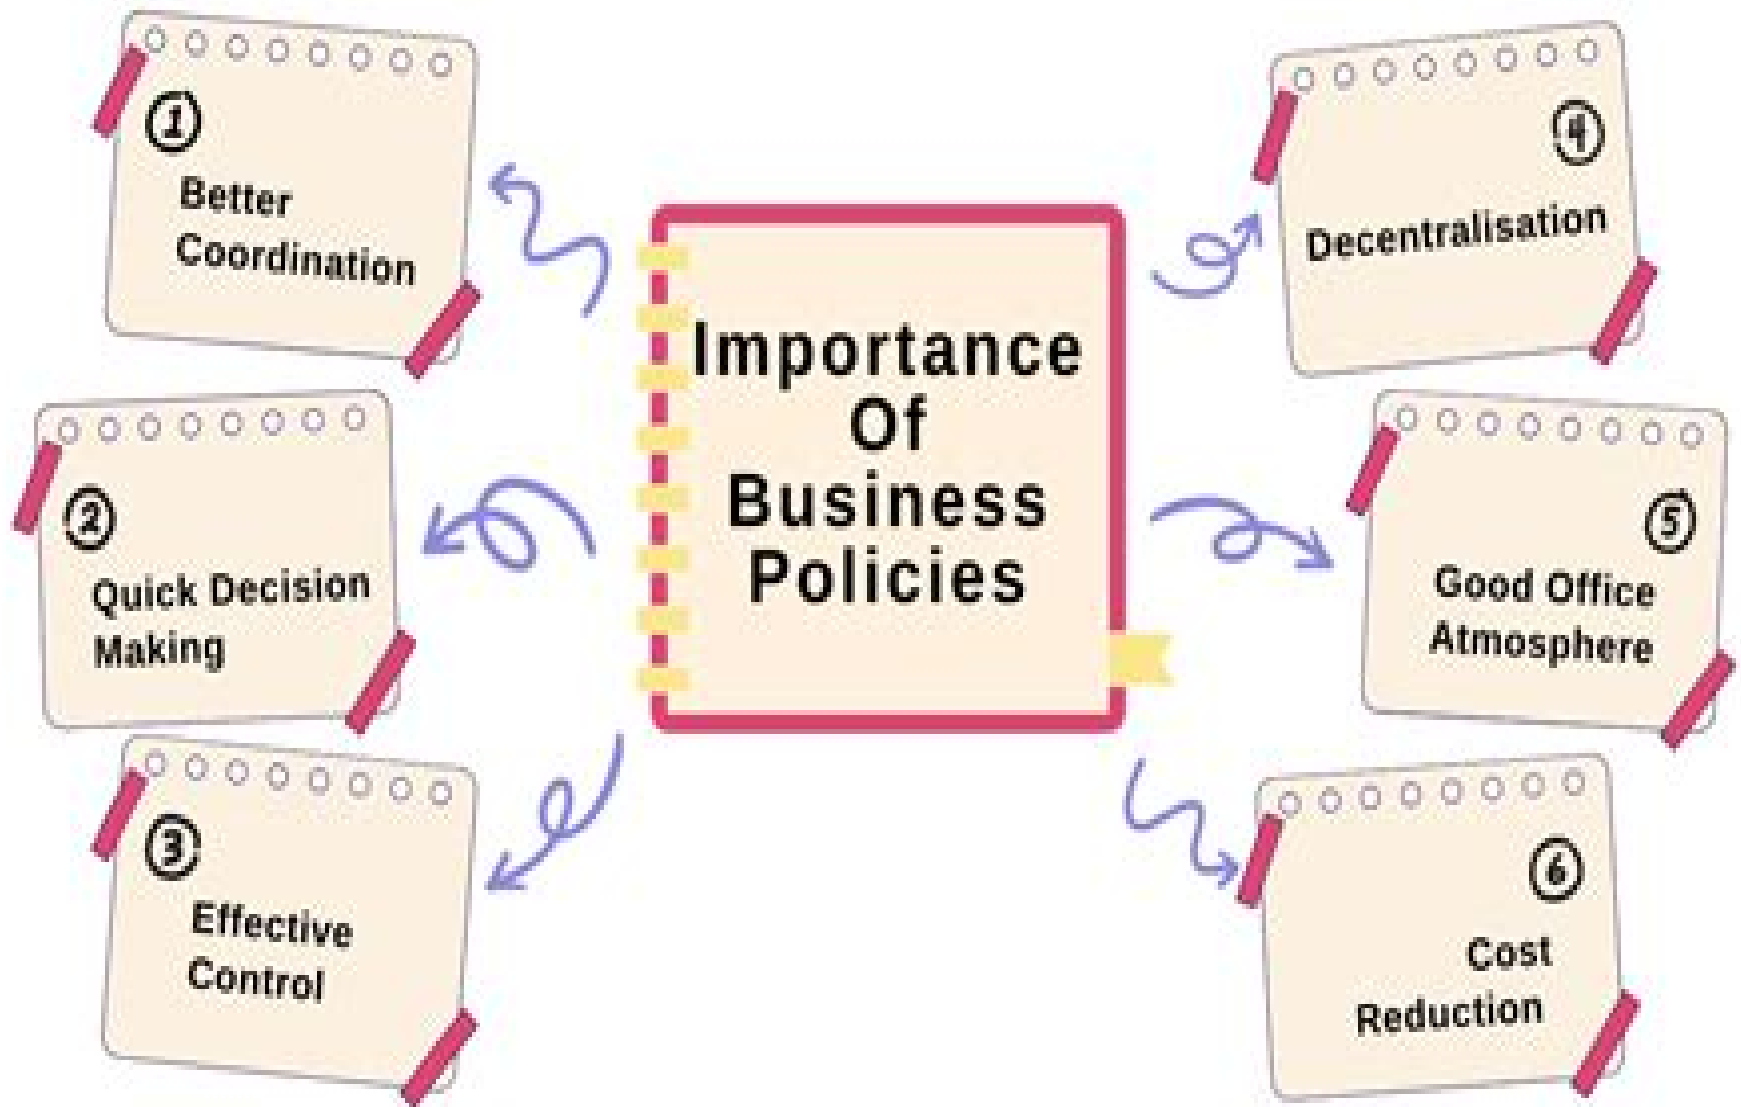 Importance
Of
Business
Policies
1
Better
Coordination
2
Quick Decision
Making
3
Effective
Control
4
Decentralisation
5
Good Office
Atmosphere
6
Cost
Reduction